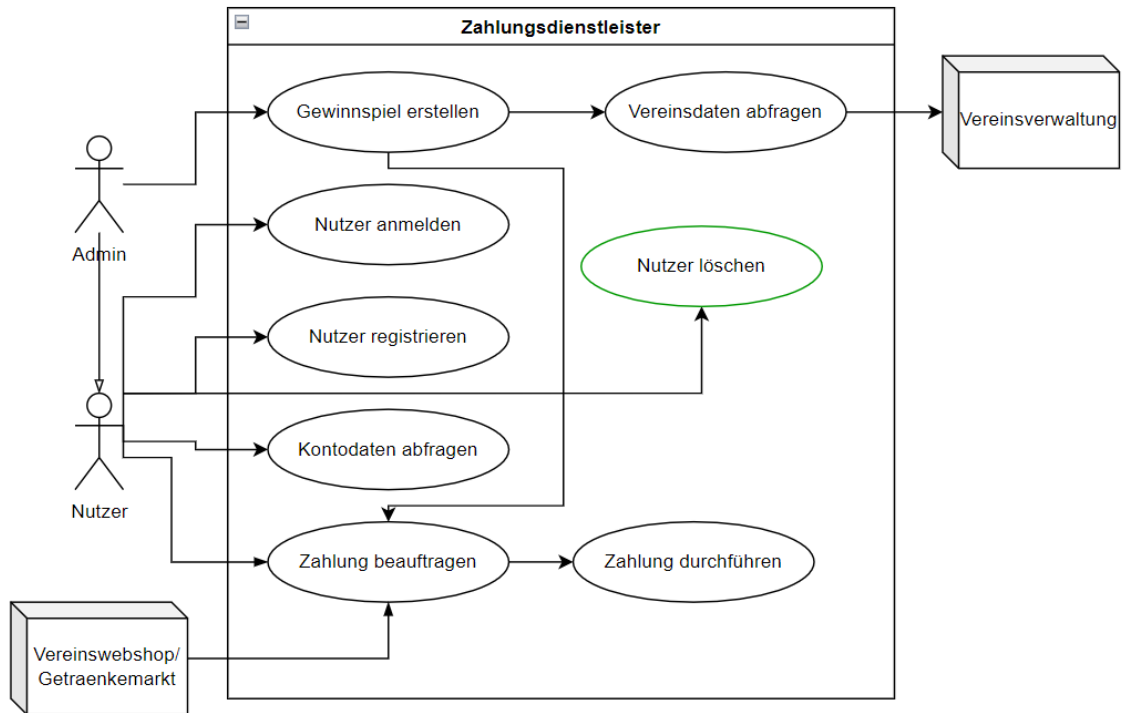 Zahlungsdienstleister
Gewinnspiel erstellen
Vereinsdaten abfragen
Vereinsverwaltung
Admin
Nutzer anmelden
Nutzer löschen
Nutzer registrieren
Kontodaten abfragen
Nutzer
Zahlung beauftragen
Zahlung durchführen
Vereinswebshop/
Getraenkemarkt